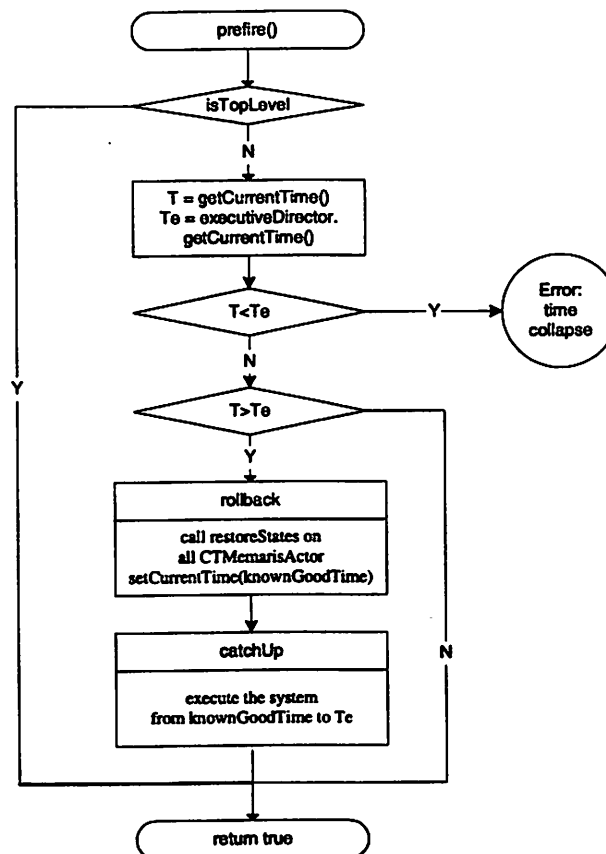 prefire()
isTopLevel
N
T = getCurrentTime()
Te = executiveDirector.
getCurrentTime()
T<Te
Y
Error:
time
collapse
N
Y
T>Te
Y
rollback
call restoreStates on
all CTMemarisActor
setCurrentTime(knownGoodTime)
catchUp
N
execute the system
from knownGoodTime to Te
return true